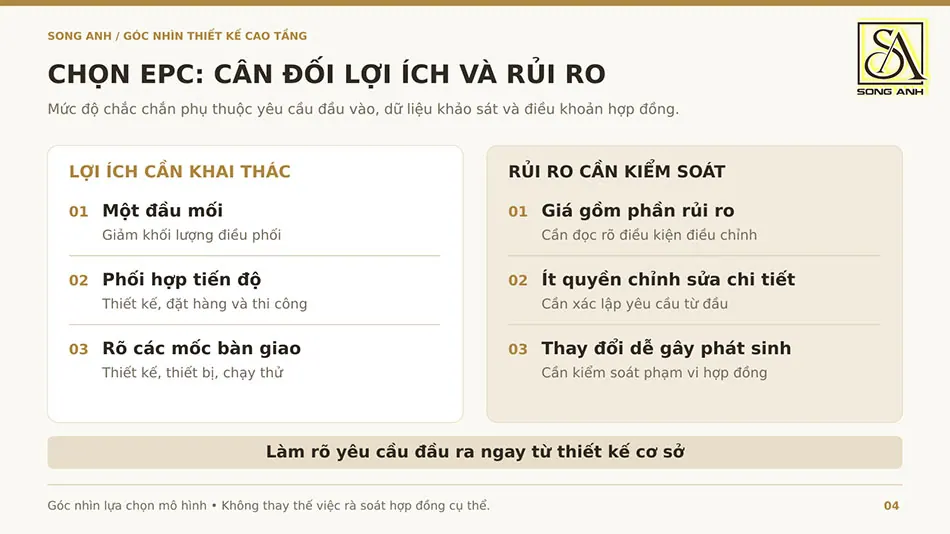 SONG ANH / GÓC NHÌN THIẾT KẾ CAO TẦNG
CHỌN EPC: CÂN ĐỐI LỢI ÍCH VÀ RỦI RO
Mức độ chắc chắn phụ thuộc yêu cầu đầu vào, dữ liệu khảo sát và điều khoản hợp đồng.
SA
SONG ANH
LỢI ÍCH CẦN KHAI THÁC
01 Một đầu mối
Giảm khối lượng điều phối
02 Phối hợp tiến độ
Thiết kế, đặt hàng và thi công
03 Rõ các mốc bàn giao
Thiết kế, thiết bị, chạy thử
RỦI RO CẦN KIỂM SOÁT
01 Giá gồm phần rủi ro
Cần đọc rõ điều kiện điều chỉnh
02 Ít quyền chỉnh sửa chi tiết
Cần xác lập yêu cầu từ đầu
03 Thay đổi dễ gây phát sinh
Cần kiểm soát phạm vi hợp đồng
Làm rõ yêu cầu đầu ra ngay từ thiết kế cơ sở
Góc nhìn lựa chọn mô hình • Không thay thế việc rà soát hợp đồng cụ thể.
04